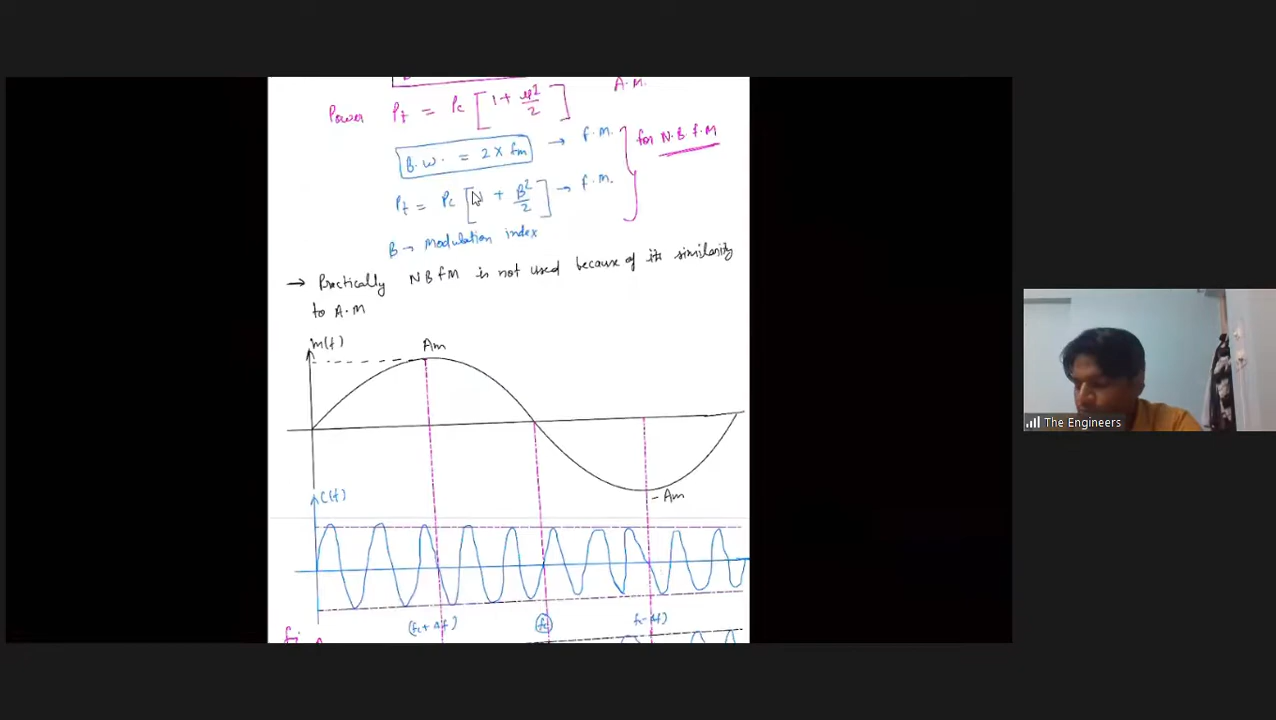 A.M.
Power Pt = Pc [1 + μ²/2]
B.W. = 2 x fm → f.M. for N.B f.M
Pt = Pc [1 + β²/2] → f.M.
B → Modulation index
→ Practically NBfM is not used because of its similarity
to A.M
m(t)
Am
-Am
C(t)
(fc + Δf) fc fc - Δf)
The Engineers